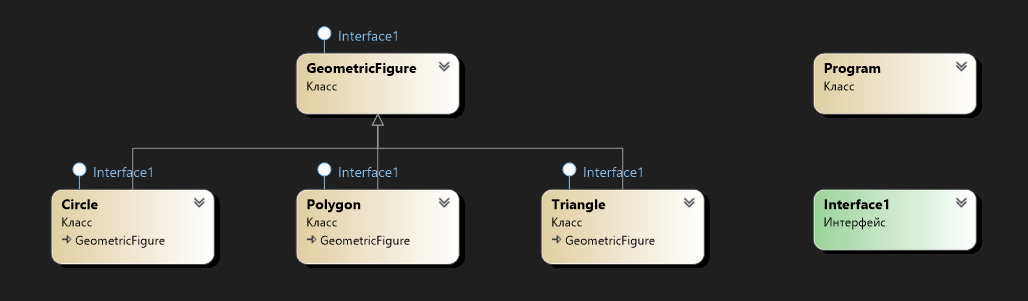 Interface1
GeometricFigure
Класс
Program
Класс
Interface1
Circle
Класс
GeometricFigure
Interface1
Polygon
Класс
GeometricFigure
Interface1
Triangle
Класс
GeometricFigure
Interface1
Интерфейс